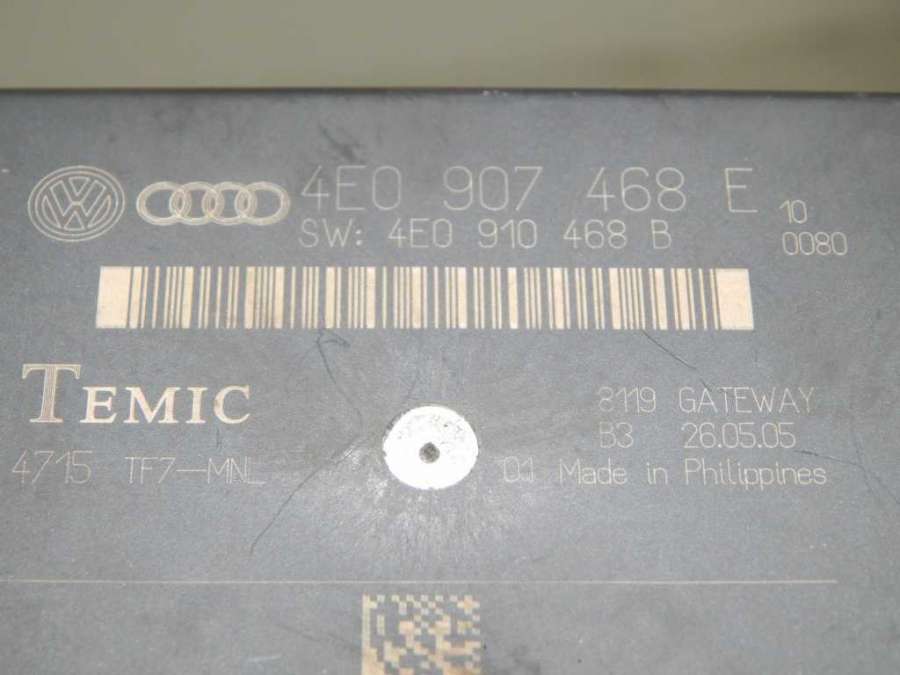 4E0 907 468 E 10
SW: 4E0 910 468 B 0080
TEMIC
8119 GATEWAY
B3 26.05.05
4715 TF7-MNL 01 Made in Philippines